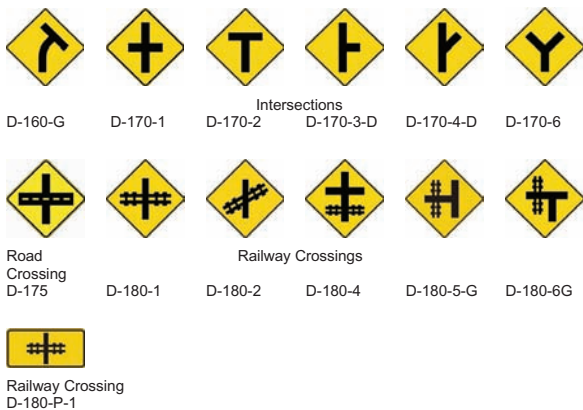 Intersections
D-160-G D-170-1 D-170-2 D-170-3-D D-170-4-D D-170-6
Road Railway Crossings
Crossing
D-175 D-180-1 D-180-2 D-180-4 D-180-5-G D-180-6G
Railway Crossing
D-180-P-1